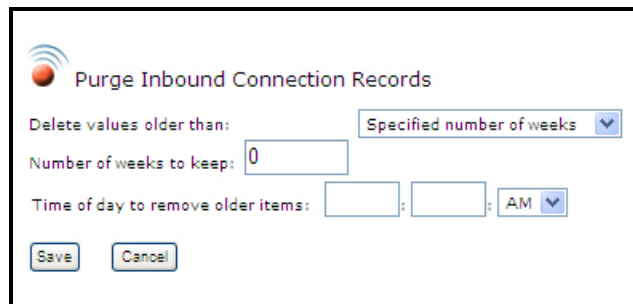 Purge Inbound Connection Records
Delete values older than: Specified number of weeks
Number of weeks to keep: 0
Time of day to remove older items: : : AM
Save Cancel